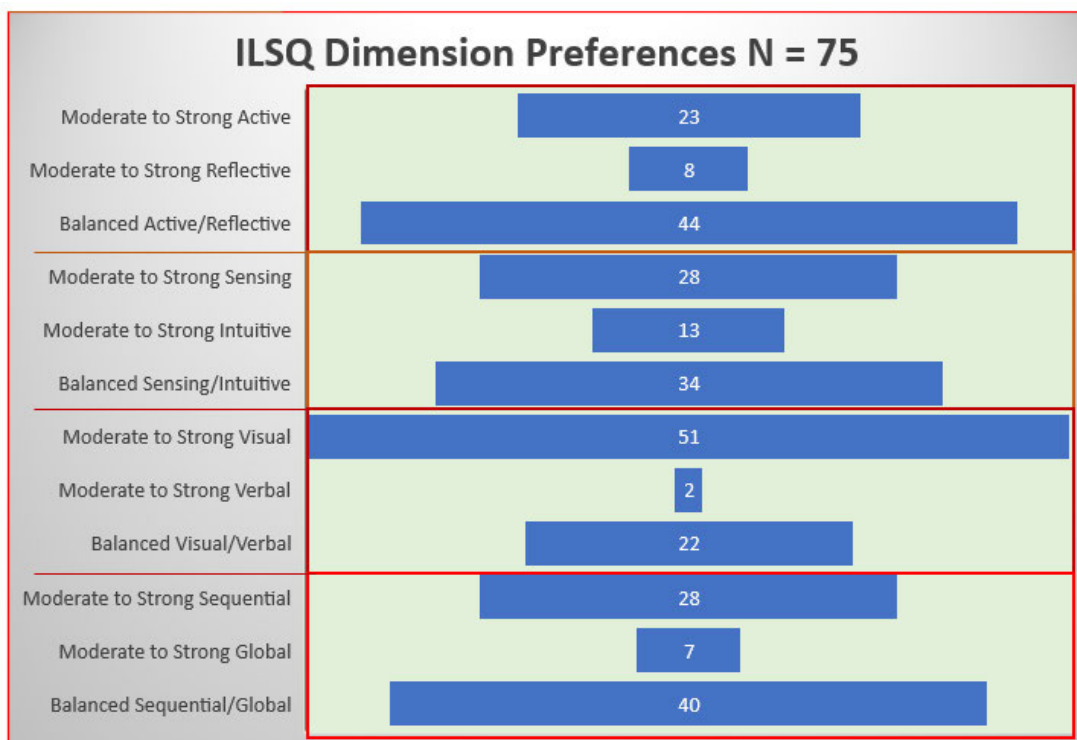 ILSQ Dimension Preferences N = 75
Moderate to Strong Active 23
Moderate to Strong Reflective 8
Balanced Active/Reflective 44
Moderate to Strong Sensing 28
Moderate to Strong Intuitive 13
Balanced Sensing/Intuitive 34
Moderate to Strong Visual 51
Moderate to Strong Verbal 2
Balanced Visual/Verbal 22
Moderate to Strong Sequential 28
Moderate to Strong Global 7
Balanced Sequential/Global 40